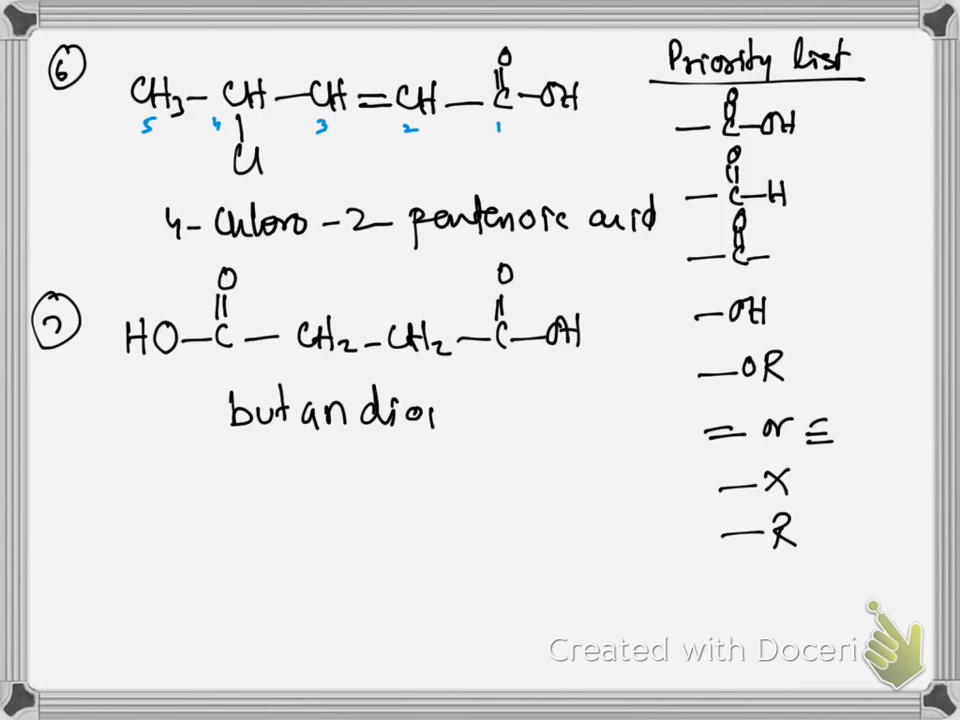 6
CH3 – CH – CH = CH – C – OH
O
5 4 3 2 1
Cl
4 - Chloro - 2 - pentenoic acid
7
O O
HO – C – CH2 – CH2 – C – OH
butandioi
Priority list
O
– C – OH
O
– C – H
O
– C –
– OH
– OR
= or ≡
– X
– R
Created with Doceri